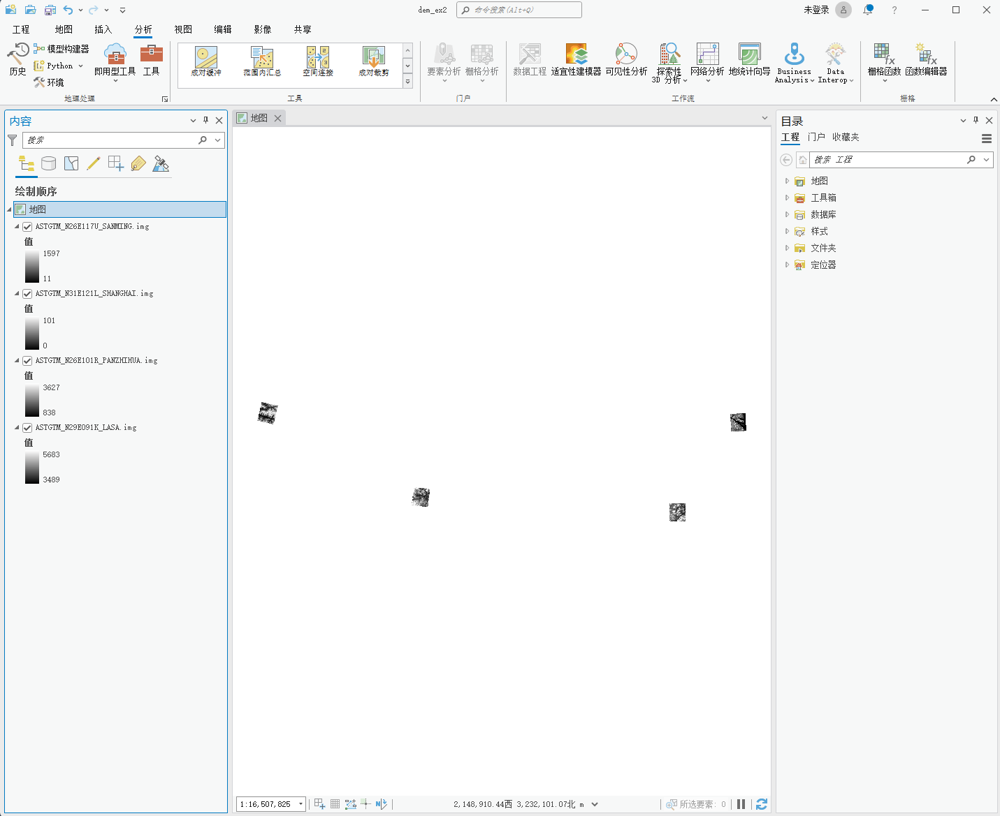 dem_ex2
命令搜索(Alt+Q)
未登录
?
工程
地图
插入
分析
视图
编辑
影像
共享
历史
模型构建器
Python
环境
即用型工具
工具
地理处理
成对缓冲
范围内汇总
空间连接
成对裁剪
工具
要素分析
栅格分析
门户
数据工程
适宜性建模器
可见性分析
探索性
3D 分析
网络分析
地统计向导
Business
Analysis
Data
Interop
工作流
栅格函数
函数编辑器
栅格
内容
搜索
绘制顺序
地图
ASTGTM_N26E117U_SANMING.img
值
1597
11
ASTGTM_N31E121L_SHANGHAI.img
值
101
0
ASTGTM_N26E101R_PANZHIHUA.img
值
3627
838
ASTGTM_N29E091K_LASA.img
值
5683
3489
地图
1:16,507,825
2,148,910.44西 3,232,101.07北 m
所选要素: 0
目录
工程
门户
收藏夹
搜索 工程
地图
工具箱
数据库
样式
文件夹
定位器